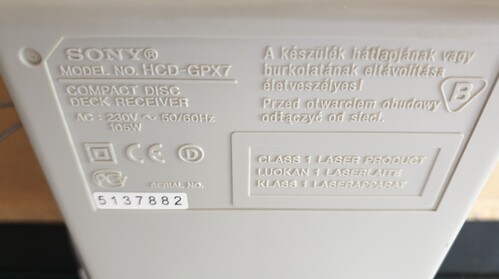 SONY®
MODEL NO. HCD-GPX7
COMPACT DISC
DECK RECEIVER
AC : 230V ~ 50/60Hz
105W
CE D
SERIAL NO.
5137882
A készülék hátlapjának vagy
burkolatának eltávolítása
életveszélyes!
B
Przed otwarciem obudowy
odłączyć od sieci.
CLASS 1 LASER PRODUCT
LUOKAN 1 LASERLAITE
KLASS 1 LASERAPPARAT